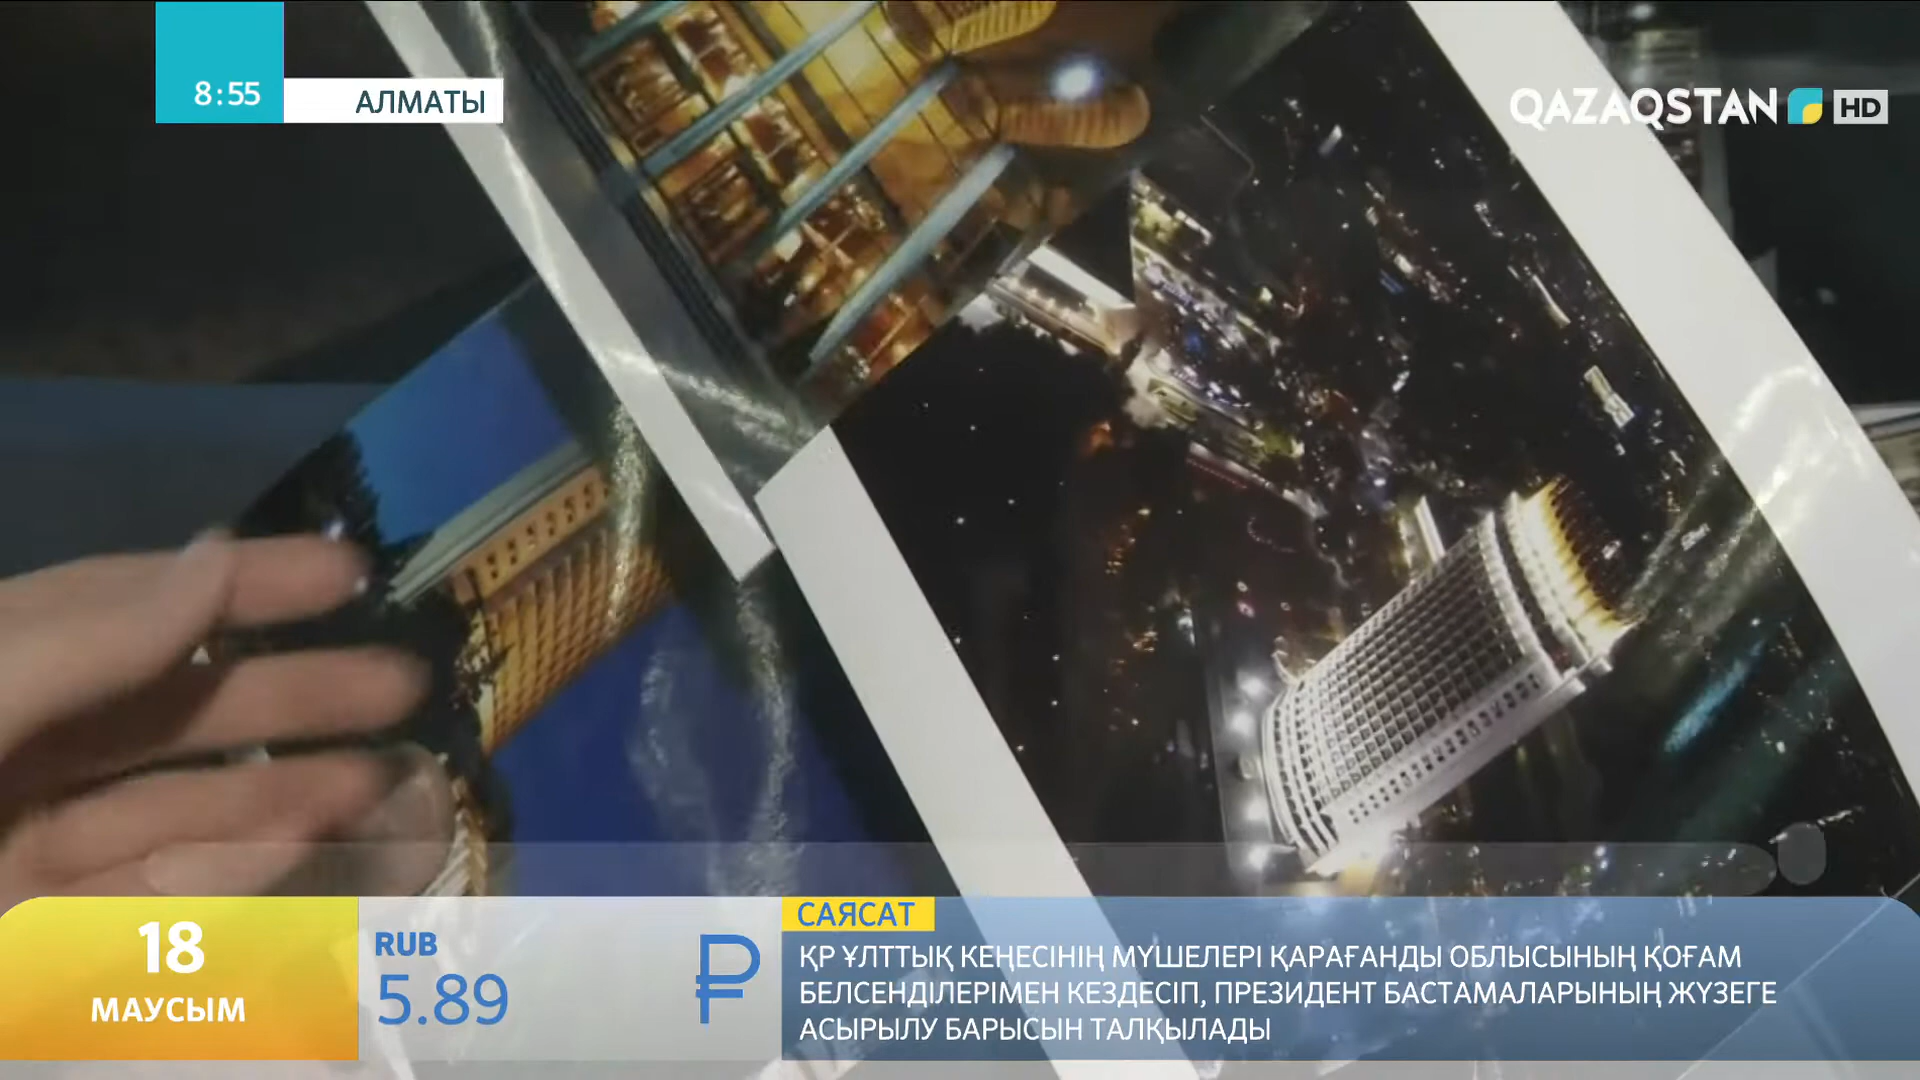 8:55
АЛМАТЫ
QAZAQSTAN HD
18
МАУСЫМ
RUB
5.89
₽
САЯСАТ
ҚР ҰЛТТЫҚ КЕҢЕСІНІҢ МҮШЕЛЕРІ ҚАРАҒАНДЫ ОБЛЫСЫНЫҢ ҚОҒАМ
БЕЛСЕНДІЛЕРІМЕН КЕЗДЕСІП, ПРЕЗИДЕНТ БАСТАМАЛАРЫНЫҢ ЖҮЗЕГЕ
АСЫРЫЛУ БАРЫСЫН ТАЛҚЫЛАДЫ